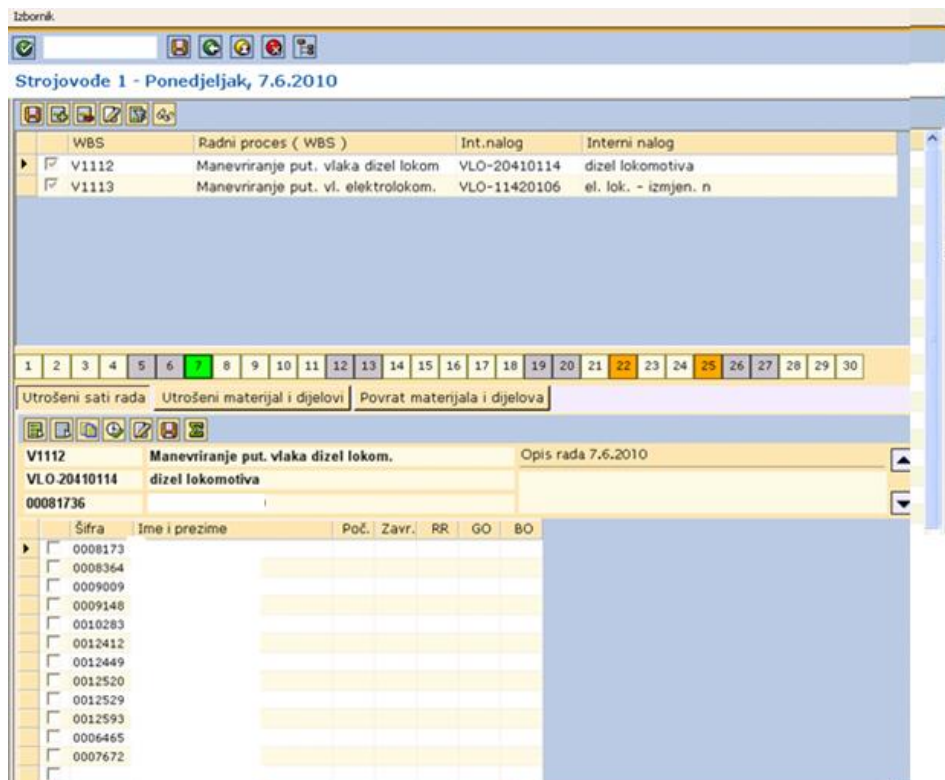 Izbornik
Strojovođe 1 - Ponedjeljak, 7.6.2010
WBS Radni proces ( WBS ) Int.nalog Interni nalog
V1112 Manevriranje put. vlaka dizel lokom VLO-20410114 dizel lokomotiva
V1113 Manevriranje put. vl. elektrolokom. VLO-11420106 el. lok. - izmjen. n
1 2 3 4 5 6 7 8 9 10 11 12 13 14 15 16 17 18 19 20 21 22 23 24 25 26 27 28 29 30
Utrošeni sati rada Utrošeni materijal i dijelovi Povrat materijala i dijelova
V1112 Manevriranje put. vlaka dizel lokom. Opis rada 7.6.2010
VLO-20410114 dizel lokomotiva
00081736
Šifra Ime i prezime Poč. Zavr. RR GO BO
0008173
0008364
0009009
0009148
0010283
0012412
0012449
0012520
0012529
0012593
0006465
0007672